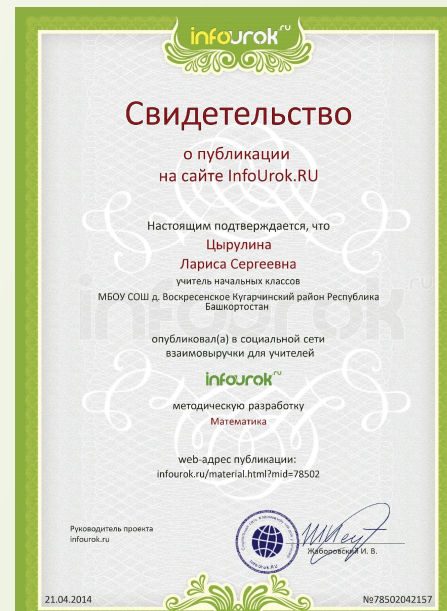 infourok ru
Свидетельство
о публикации
на сайте InfoUrok.RU
Настоящим подтверждается, что
Цырулина
Лариса Сергеевна
учитель начальных классов
МБОУ СОШ д. Воскресенское Кугарчинский район Республика
Башкортостан
опубликовал(а) в социальной сети
взаимовыручки для учителей
infourok ru
методическую разработку
Математика
web-адрес публикации:
infourok.ru/material.html?mid=78502
Руководитель проекта
infourok.ru
Жаборовский И. В.
21.04.2014
№78502042157